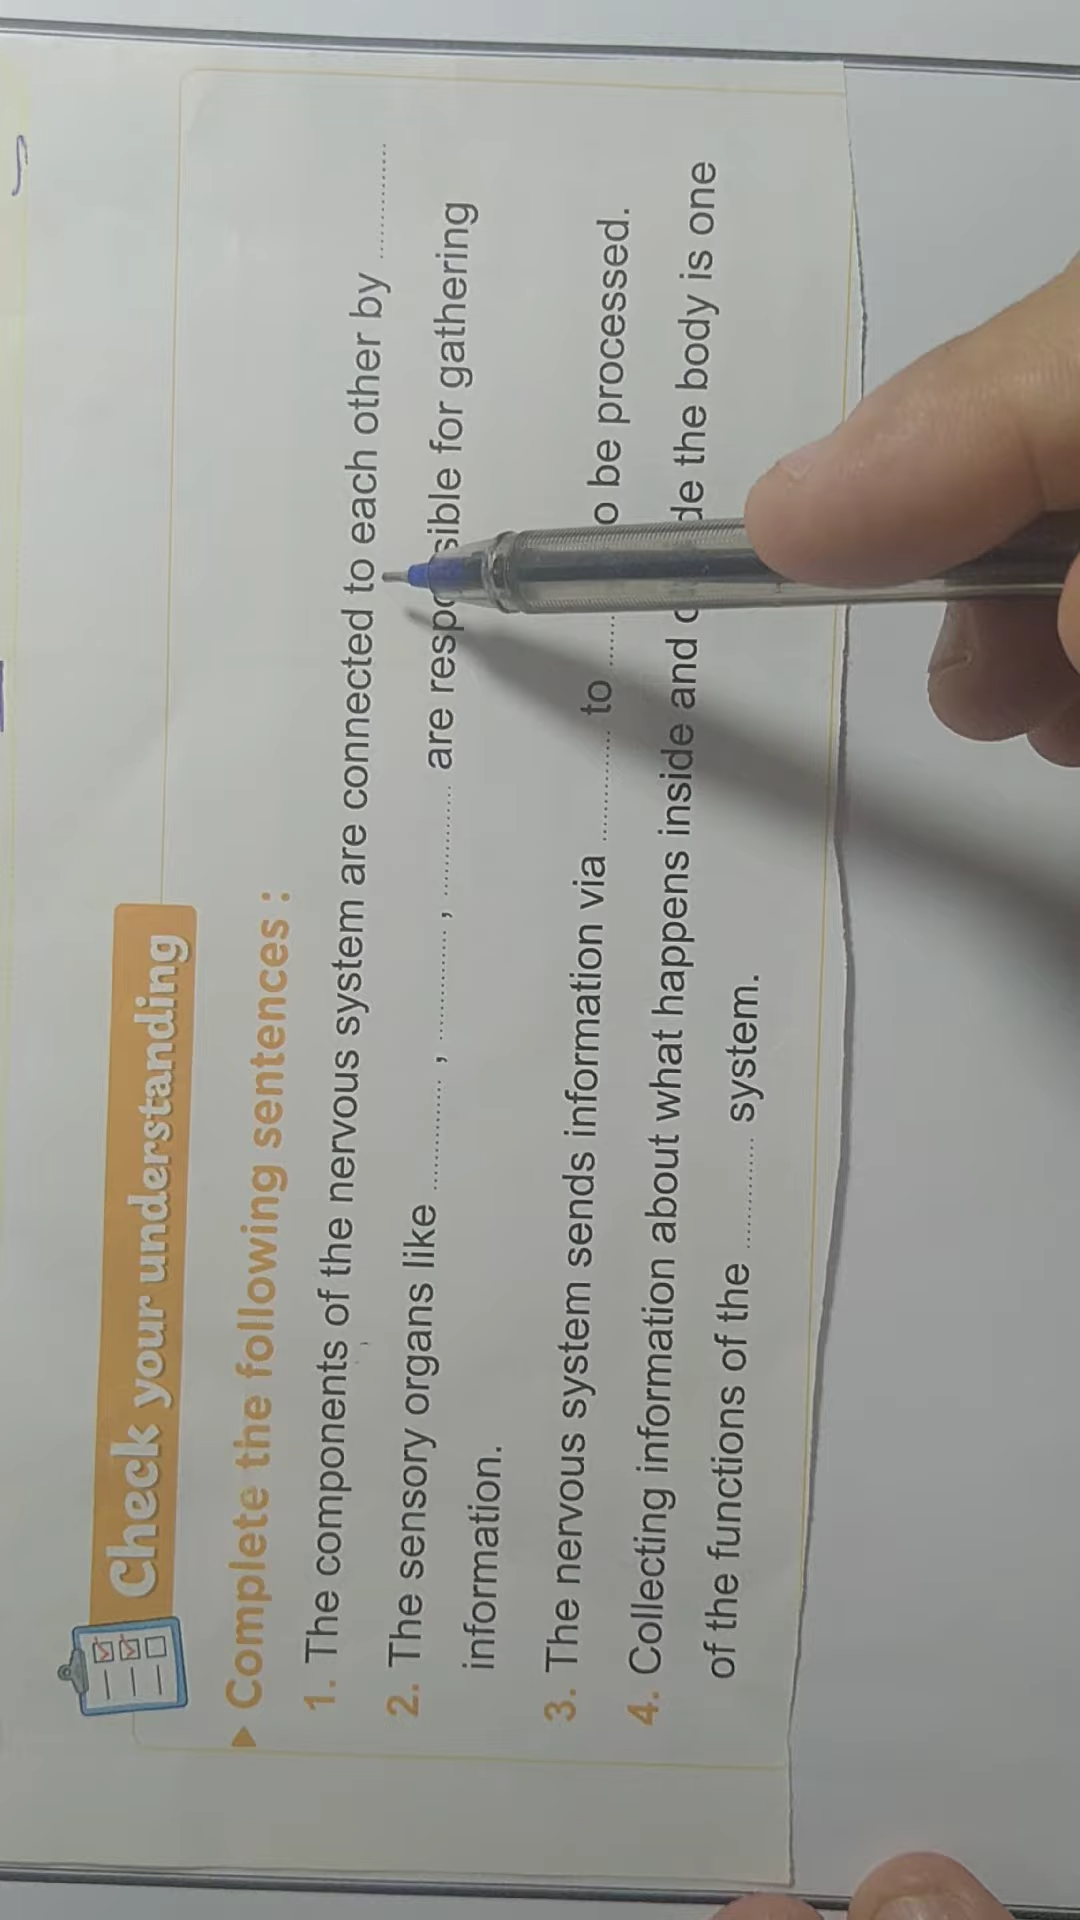 Check your understanding
Complete the following sentences :
1. The components of the nervous system are connected to each other by ............
2. The sensory organs like ............ , ............ , ............ are responsible for gathering
information.
3. The nervous system sends information via ............ to ............ be processed.
4. Collecting information about what happens inside and the body is one
of the functions of the ............ system.